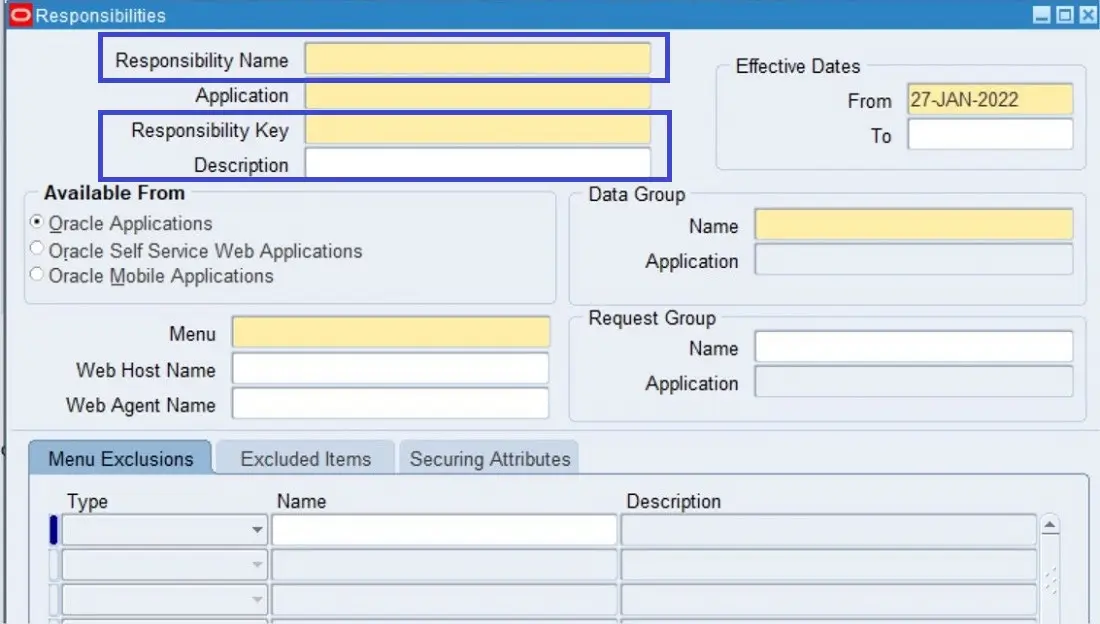 Responsibilities
Responsibility Name
Application
Responsibility Key
Description
Effective Dates
From 27-JAN-2022
To
Available From
Oracle Applications
Oracle Self Service Web Applications
Oracle Mobile Applications
Data Group
Name
Application
Menu
Web Host Name
Web Agent Name
Request Group
Name
Application
Menu Exclusions Excluded Items Securing Attributes
Type Name Description